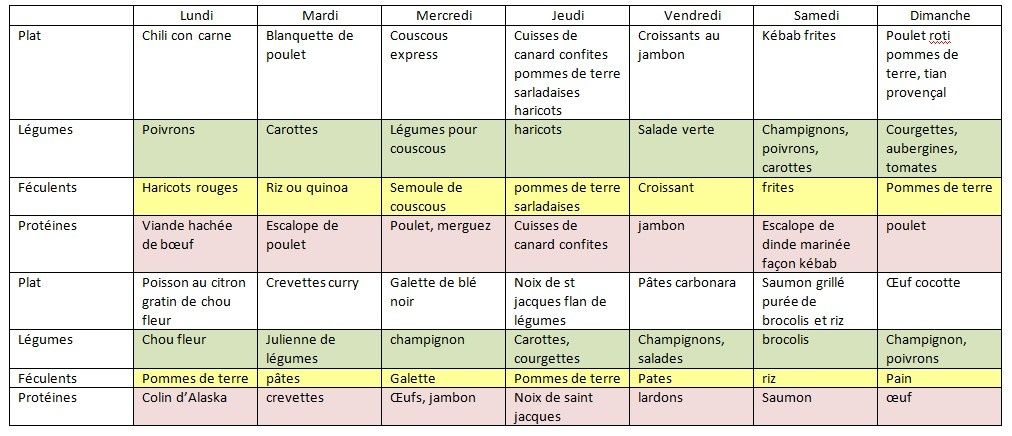 Lundi Mardi Mercredi Jeudi Vendredi Samedi Dimanche
Plat Chili con carne Blanquette de Couscous Cuisses de Croissants au Kébab frites Poulet roti
poulet express canard confites jambon pommes de
pommes de terre terre, tian
sarladaises provençal
haricots
Légumes Poivrons Carottes Légumes pour haricots Salade verte Champignons, Courgettes,
couscous poivrons, aubergines,
carottes tomates
Féculents Haricots rouges Riz ou quinoa Semoule de pommes de terre Croissant frites Pommes de terre
couscous sarladaises
Protéines Viande hachée Escalope de Poulet, merguez Cuisses de jambon Escalope de poulet
de bœuf poulet canard confites dinde marinée
façon kébab
Plat Poisson au citron Crevettes curry Galette de blé Noix de st Pâtes carbonara Saumon grillé Œuf cocotte
gratin de chou noir jacques flan de purée de
fleur légumes brocolis et riz
Légumes Chou fleur Julienne de champignon Carottes, Champignons, brocolis Champignon,
légumes courgettes salades poivrons
Féculents Pommes de terre pâtes Galette Pommes de terre Pates riz Pain
Protéines Colin d'Alaska crevettes Œufs, jambon Noix de saint lardons Saumon œuf
jacques